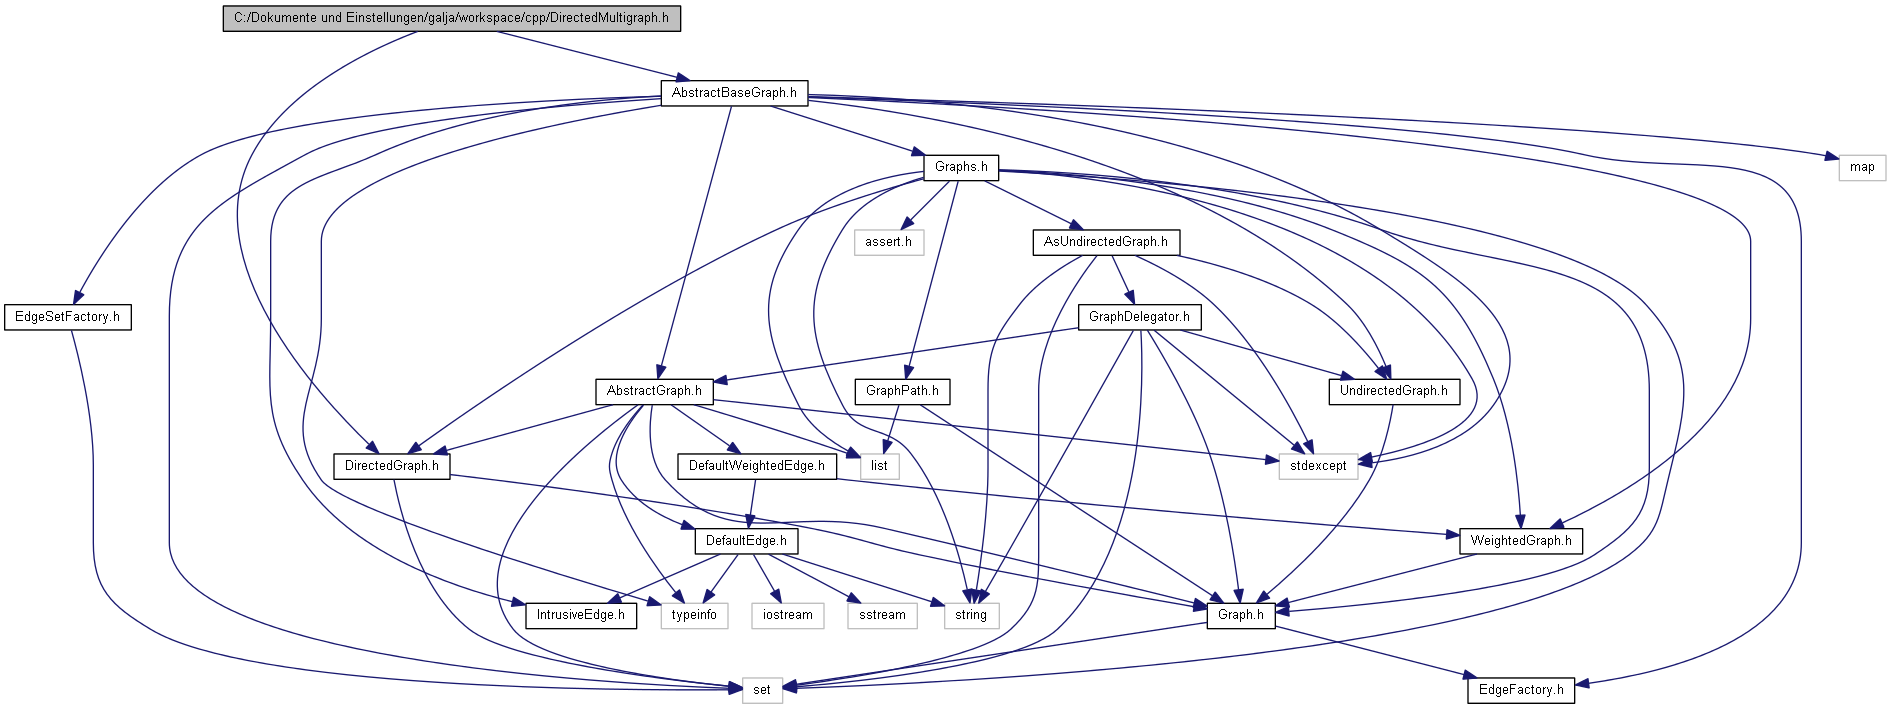 C:/Dokumente und Einstellungen/galja/workspace/cpp/DirectedMultigraph.h
AbstractBaseGraph.h
Graphs.h
map
assert.h
AsUndirectedGraph.h
EdgeSetFactory.h
GraphDelegator.h
AbstractGraph.h
GraphPath.h
UndirectedGraph.h
DirectedGraph.h
DefaultWeightedEdge.h
list
stdexcept
DefaultEdge.h
WeightedGraph.h
IntrusiveEdge.h
typeinfo
iostream
sstream
string
Graph.h
set
EdgeFactory.h